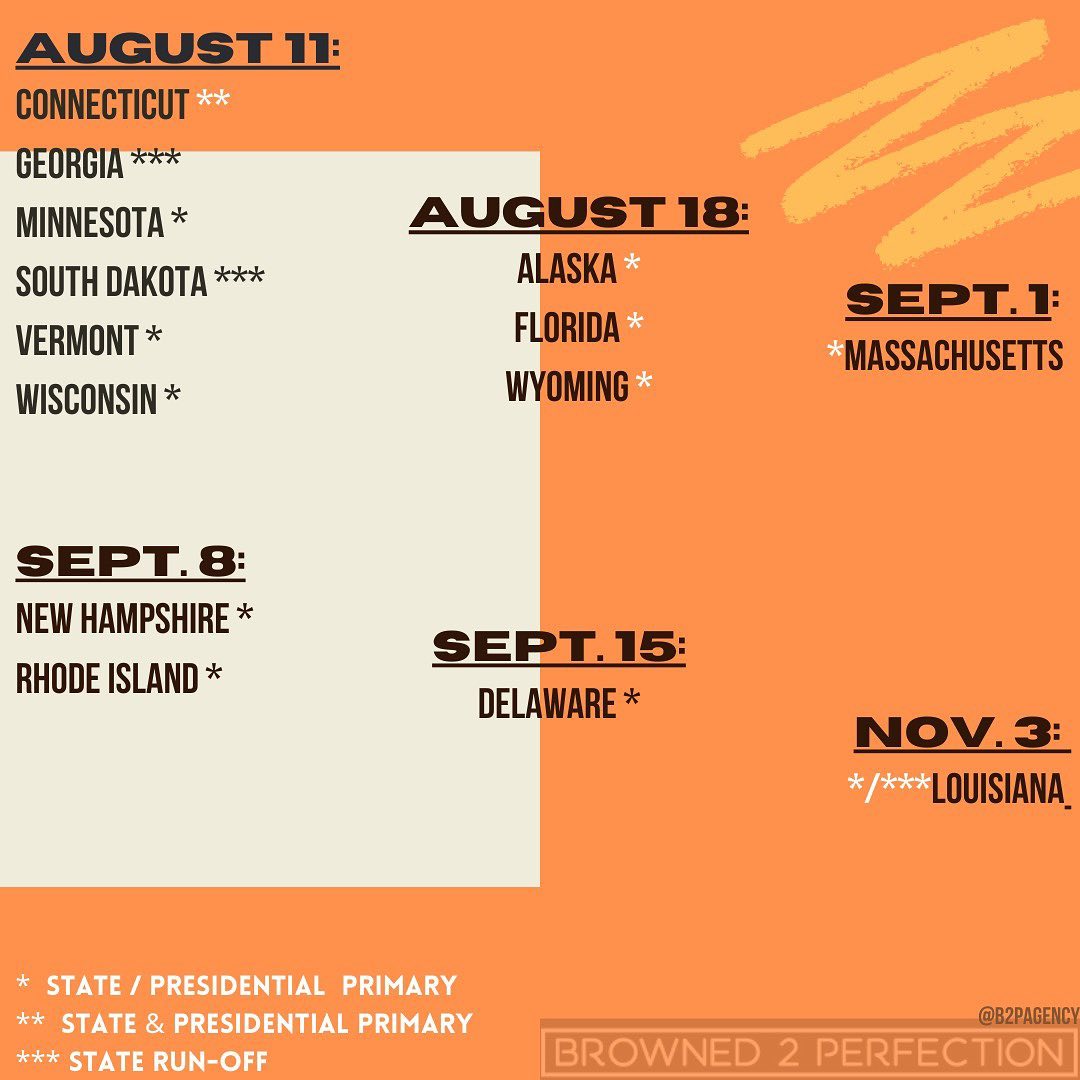 AUGUST 11:
CONNECTICUT **
GEORGIA ***
MINNESOTA *
SOUTH DAKOTA ***
VERMONT *
WISCONSIN *
AUGUST 18:
ALASKA *
FLORIDA *
WYOMING *
SEPT. 1:
*MASSACHUSETTS
SEPT. 8:
NEW HAMPSHIRE *
RHODE ISLAND *
SEPT. 15:
DELAWARE *
NOV. 3:
*/***LOUISIANA
* STATE / PRESIDENTIAL PRIMARY
** STATE & PRESIDENTIAL PRIMARY
*** STATE RUN-OFF
@B2PAGENCY
BROWNED 2 PERFECTION